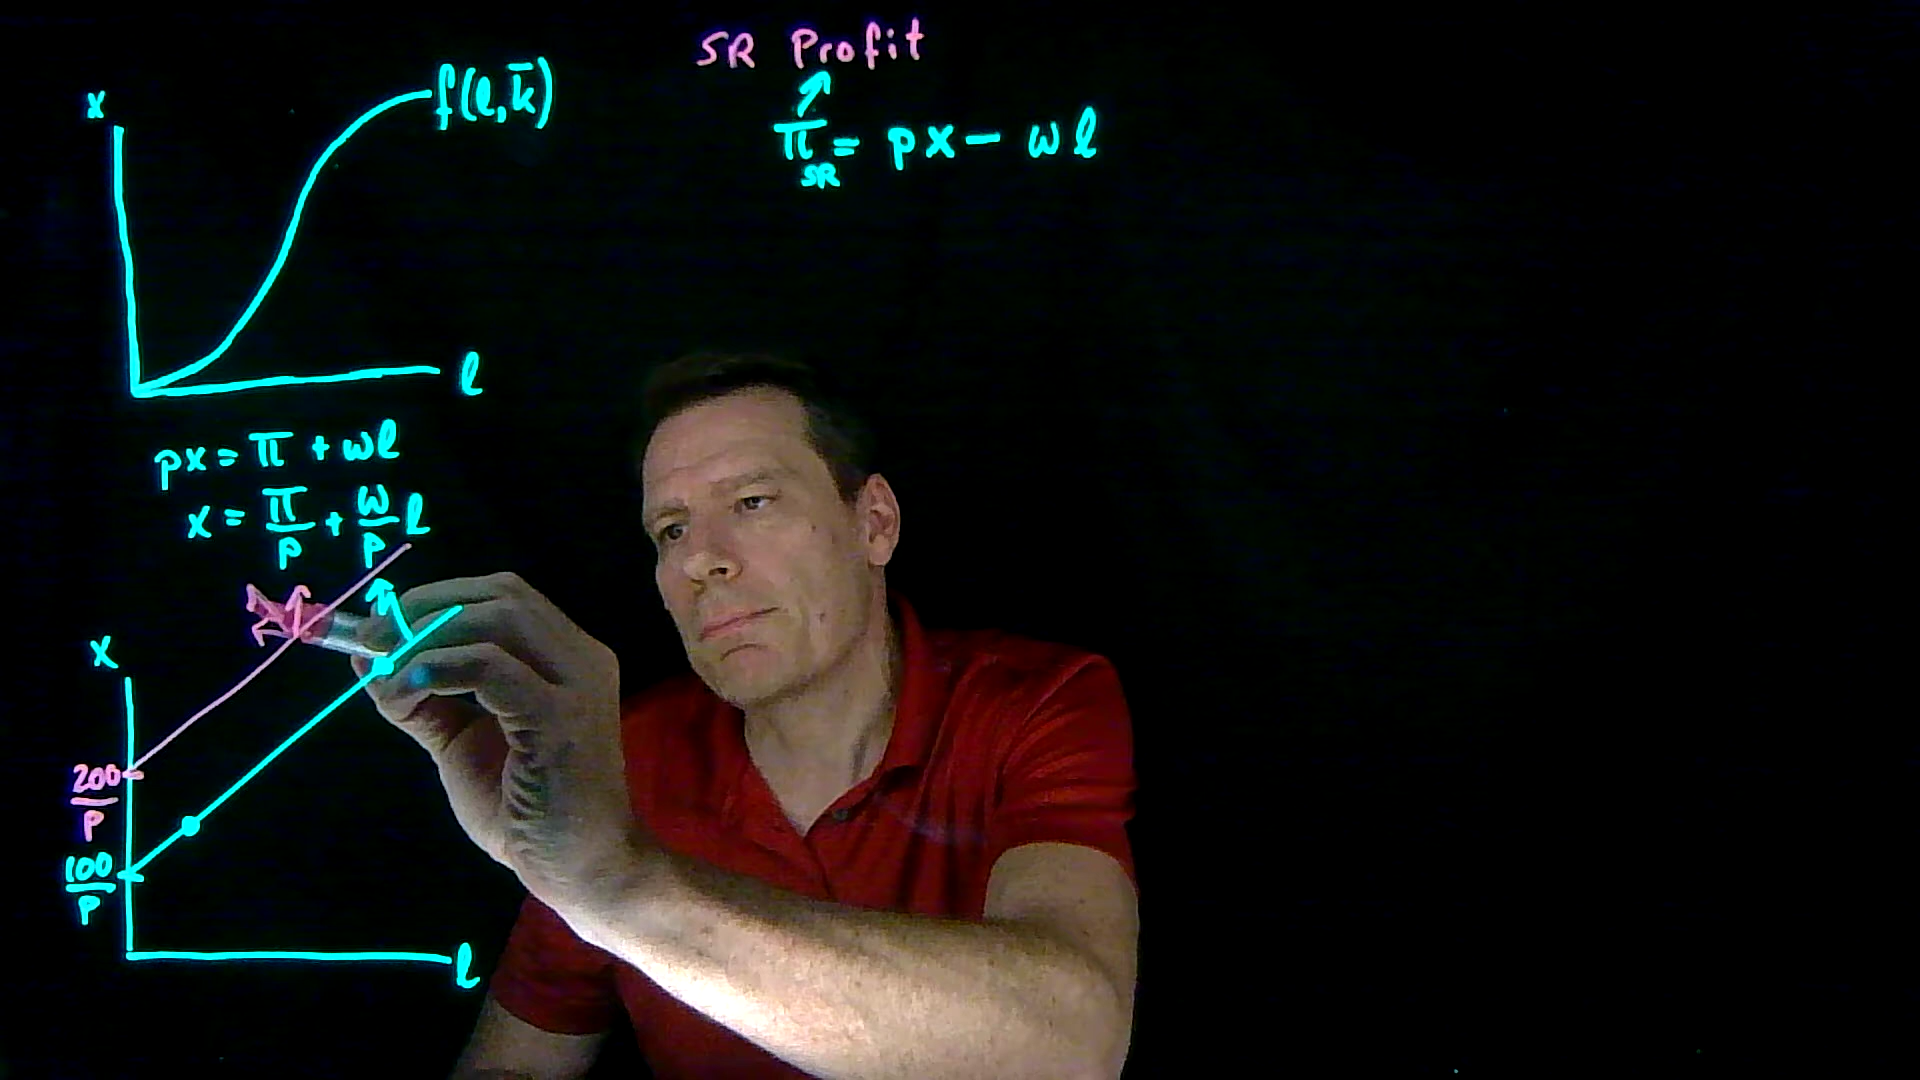 SR Profit
x
f(l, k̄)
π_SR = px - wl
l
px = π + wl
x = π/p + w/p l
x
200/p
100/p
l